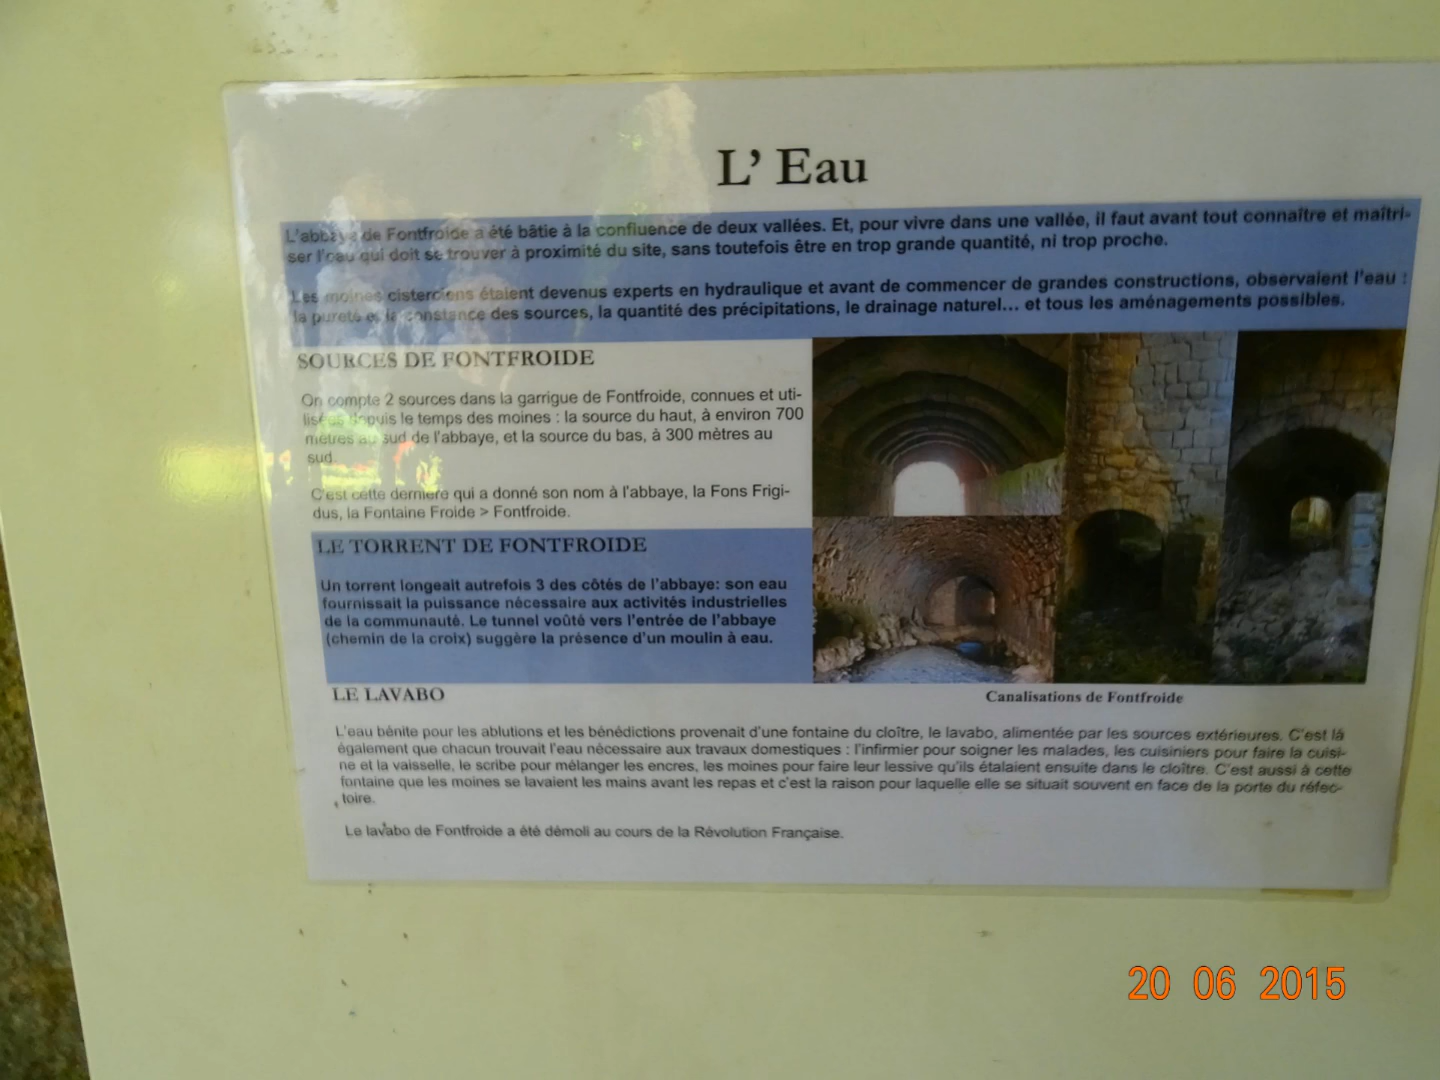 L' Eau
L'abbaye de Fontfroide a été bâtie à la confluence de deux vallées. Et, pour vivre dans une vallée, il faut avant tout connaître et maîtri-
ser l'eau qui doit se trouver à proximité du site, sans toutefois être en trop grande quantité, ni trop proche.
Les moines cisterciens étaient devenus experts en hydraulique et avant de commencer de grandes constructions, observaient l'eau :
la pureté et la constance des sources, la quantité des précipitations, le drainage naturel... et tous les aménagements possibles.
SOURCES DE FONTFROIDE
On compte 2 sources dans la garrigue de Fontfroide, connues et uti-
lisées depuis le temps des moines : la source du haut, à environ 700
mètres au sud de l'abbaye, et la source du bas, à 300 mètres au
sud.
C'est cette dernière qui a donné son nom à l'abbaye, la Fons Frigi-
dus, la Fontaine Froide > Fontfroide.
LE TORRENT DE FONTFROIDE
Un torrent longeait autrefois 3 des côtés de l'abbaye: son eau
fournissait la puissance nécessaire aux activités industrielles
de la communauté. Le tunnel voûté vers l'entrée de l'abbaye
(chemin de la croix) suggère la présence d'un moulin à eau.
Canalisations de Fontfroide
LE LAVABO
L'eau bénite pour les ablutions et les bénédictions provenait d'une fontaine du cloître, le lavabo, alimentée par les sources extérieures. C'est là
également que chacun trouvait l'eau nécessaire aux travaux domestiques : l'infirmier pour soigner les malades, les cuisiniers pour faire la cuisi-
ne et la vaisselle, le scribe pour mélanger les encres, les moines pour faire leur lessive qu'ils étalaient ensuite dans le cloître. C'est aussi à cette
fontaine que les moines se lavaient les mains avant les repas et c'est la raison pour laquelle elle se situait souvent en face de la porte du réfec-
toire.
Le lavabo de Fontfroide a été démoli au cours de la Révolution Française.
20 06 2015